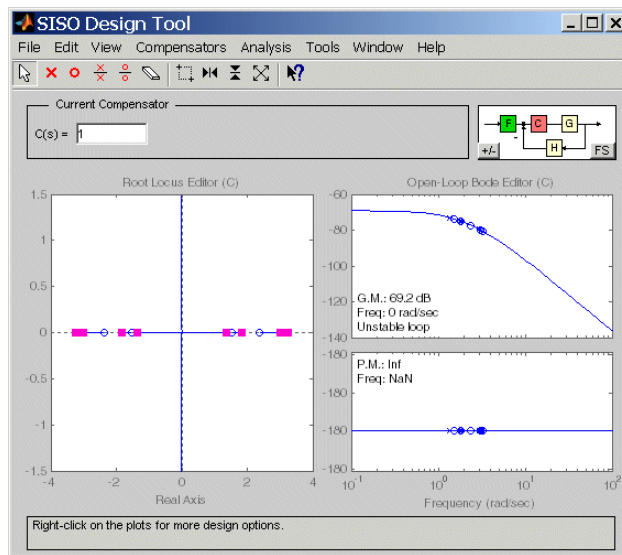 SISO Design Tool
File Edit View Compensators Analysis Tools Window Help
Current Compensator
C(s) = 1
F C G
H
+/- FS
Root Locus Editor (C)
1.5
1
0.5
0
-0.5
-1
-1.5
-4 -2 0 2 4
Real Axis
Open-Loop Bode Editor (C)
-60
-80
-100
-120
-140
G.M.: 69.2 dB
Freq: 0 rad/sec
Unstable loop
-180
-180
-180
-180
-180
P.M.: Inf
Freq: NaN
10^-1 10^0 10^1 10^2
Frequency (rad/sec)
Right-click on the plots for more design options.